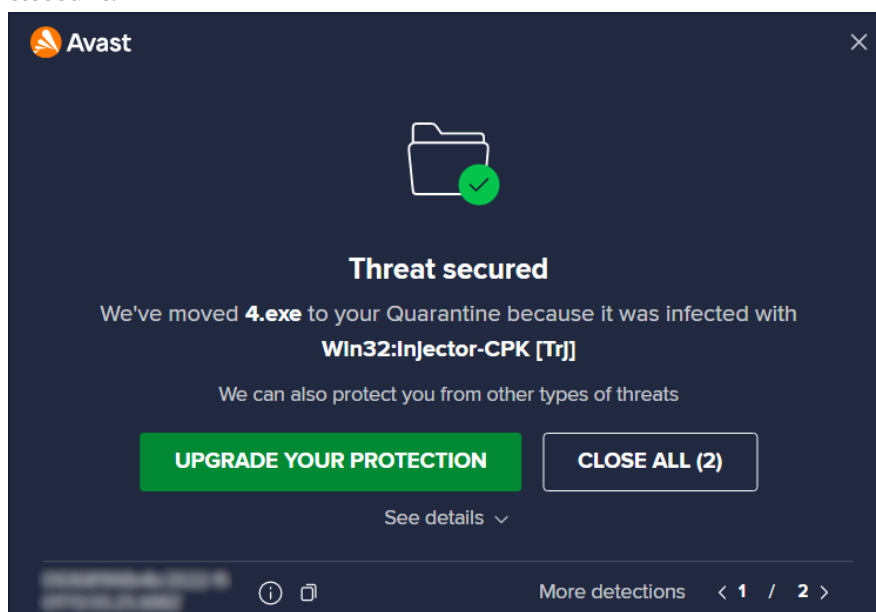 Avast
Threat secured
We've moved 4.exe to your Quarantine because it was infected with
Win32:Injector-CPK [Trj]
We can also protect you from other types of threats
UPGRADE YOUR PROTECTION
CLOSE ALL (2)
See details
More detections < 1 / 2 >